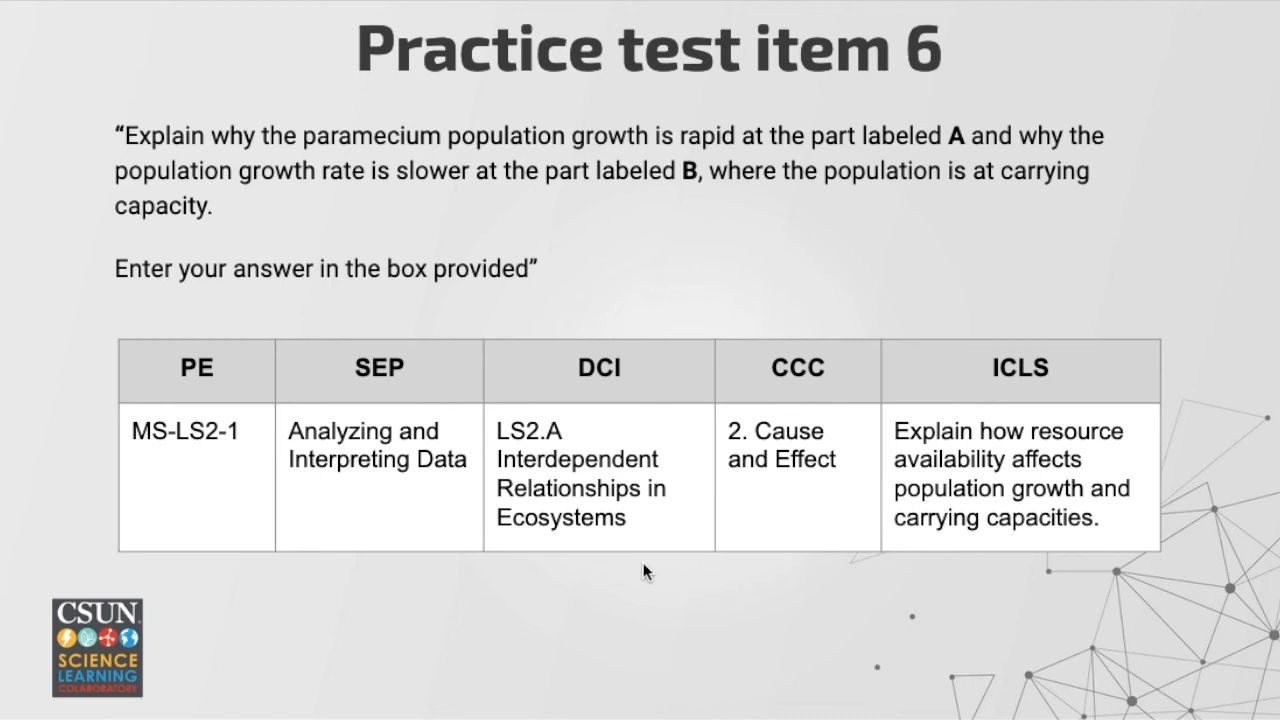 Practice test item 6
“Explain why the paramecium population growth is rapid at the part labeled A and why the
population growth rate is slower at the part labeled B, where the population is at carrying
capacity.
Enter your answer in the box provided”
PE SEP DCI CCC ICLS
MS-LS2-1
Analyzing and
Interpreting Data
LS2.A
Interdependent
Relationships in
Ecosystems
2. Cause
and Effect
Explain how resource
availability affects
population growth and
carrying capacities.
CSUN.
SCIENCE
LEARNING
COLABORATORY